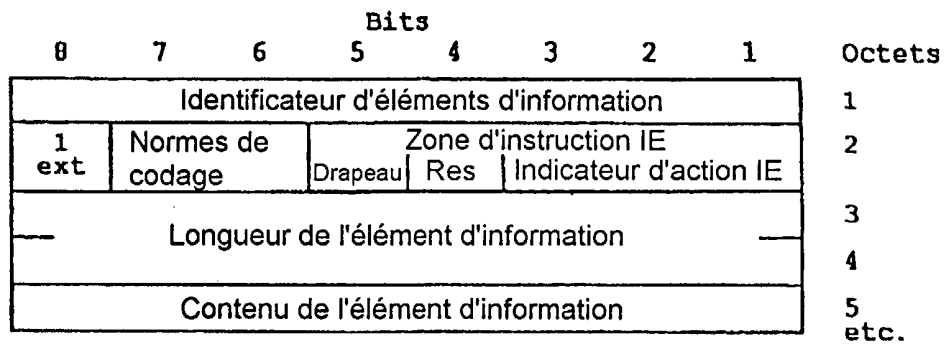 Bits
8 7 6 5 4 3 2 1 Octets
Identificateur d'éléments d'information 1
1 Normes de Zone d'instruction IE 2
ext codage Drapeau Res Indicateur d'action IE
3
Longueur de l'élément d'information
4
Contenu de l'élément d'information 5
etc.